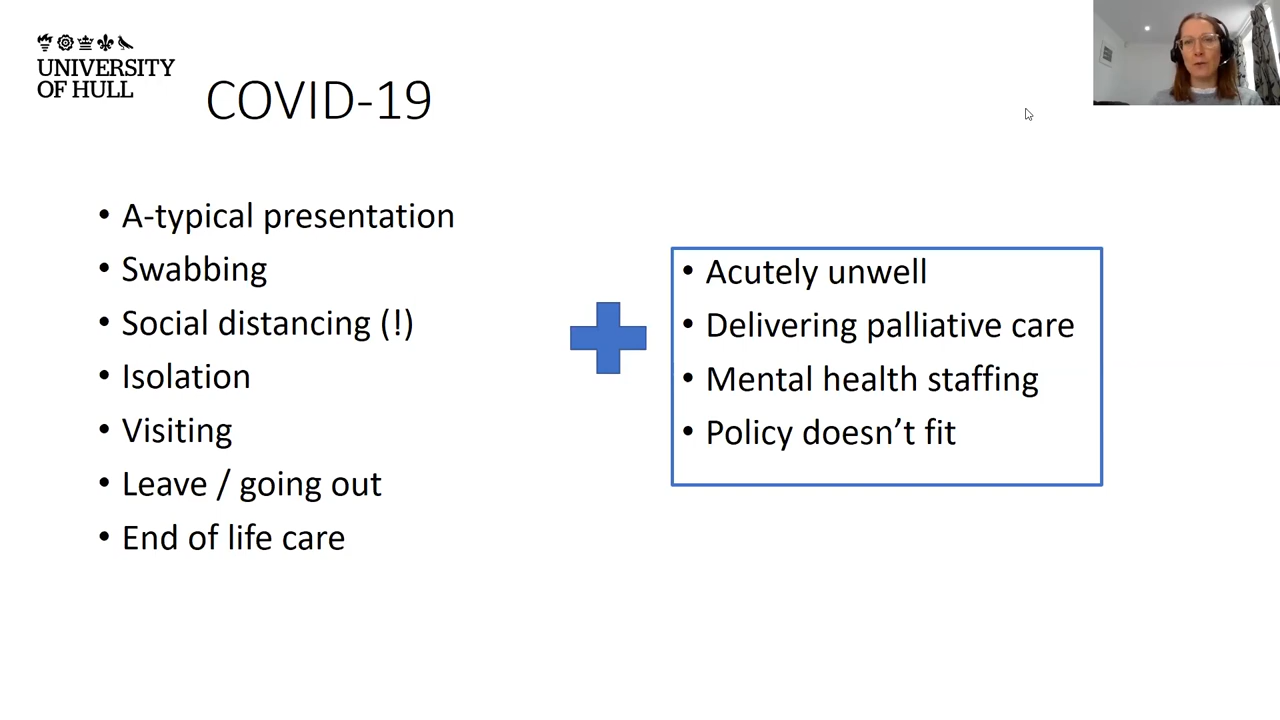 UNIVERSITY
OF HULL
COVID-19
• A-typical presentation
• Swabbing
• Social distancing (!)
• Isolation
• Visiting
• Leave / going out
• End of life care
• Acutely unwell
• Delivering palliative care
• Mental health staffing
• Policy doesn’t fit